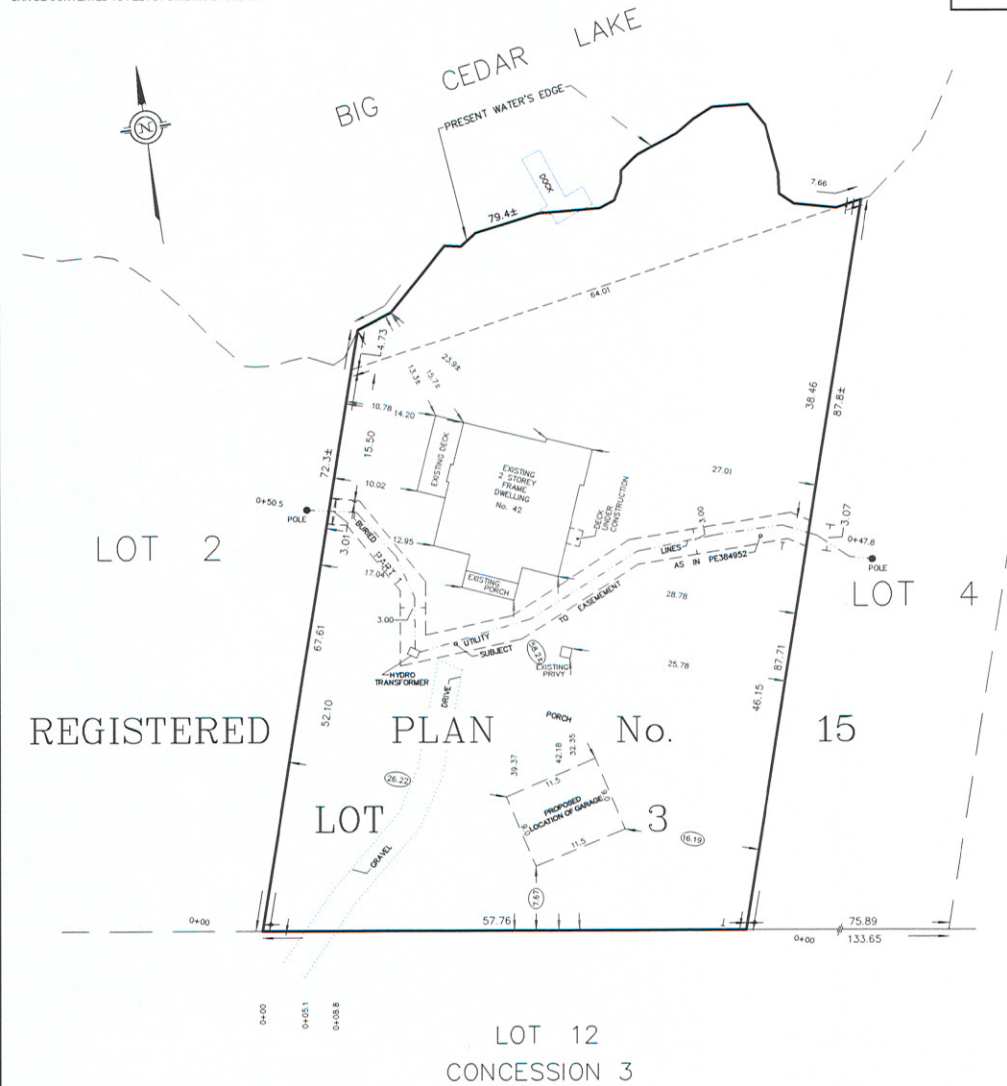 BIG CEDAR LAKE
N
PRESENT WATER'S EDGE
DOCK
79.4±
7.66
64.01
4.73
23.9±
15.7±
13.3±
10.78
14.20
38.46
87.8±
15.50
72.3±
EXISTING DECK
EXISTING
2 STOREY
FRAME
DWELLING
No. 42
27.01
10.02
DECK
UNDER
CONSTRUCTION
0+50.5
POLE
BURIED
PART 1
3.00
3.07
0+47.8
POLE
LOT 2
3.01
12.95
17.04
LINES
AS IN PE384952
EXISTING
PORCH
TO EASEMEMENT
28.78
LOT 4
3.00
UTILITY
SUBJECT
67.61
HYDRO
TRANSFORMER
EXISTING
PRIVY
25.78
87.71
DRIVE
52.10
46.15
PORCH
REGISTERED PLAN No. 15
39.37
42.18
32.35
26.22
11.5
PROPOSED
LOCATION OF GARAGE
LOT 3
11.5
16.19
GRAVEL
7.67
0+00
57.76
75.89
0+00
133.65
0+00
0+05.1
0+08.8
LOT 12
CONCESSION 3